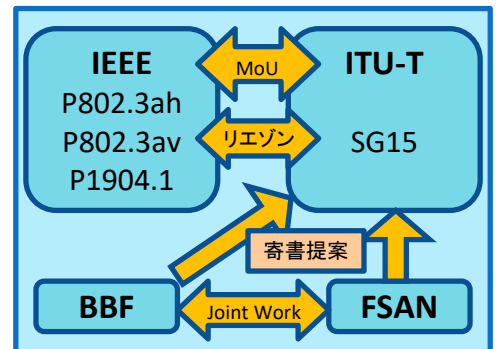 IEEE
P802.3ah
P802.3av
P1904.1
MoU
リエゾン
ITU-T
SG15
寄書提案
BBF
Joint Work
FSAN